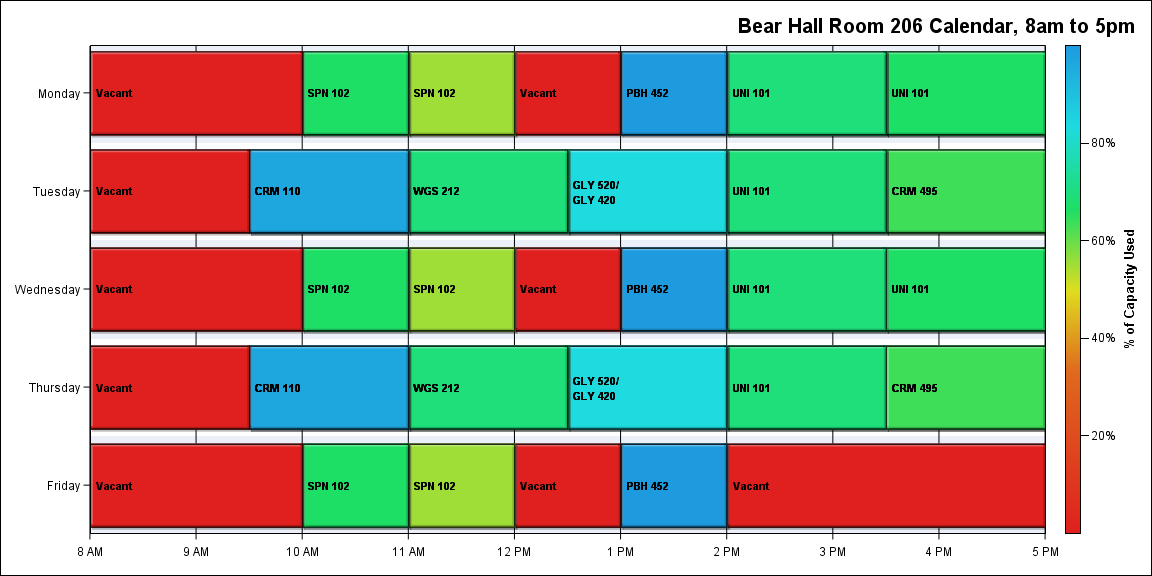 Bear Hall Room 206 Calendar, 8am to 5pm
Monday
Vacant
SPN 102
SPN 102
Vacant
PBH 452
UNI 101
UNI 101
Tuesday
Vacant
CRM 110
WGS 212
GLY 520/
GLY 420
UNI 101
CRM 495
Wednesday
Vacant
SPN 102
SPN 102
Vacant
PBH 452
UNI 101
UNI 101
Thursday
Vacant
CRM 110
WGS 212
GLY 520/
GLY 420
UNI 101
CRM 495
Friday
Vacant
SPN 102
SPN 102
Vacant
PBH 452
Vacant
8 AM
9 AM
10 AM
11 AM
12 PM
1 PM
2 PM
3 PM
4 PM
5 PM
80%
60%
40%
20%
% of Capacity Used